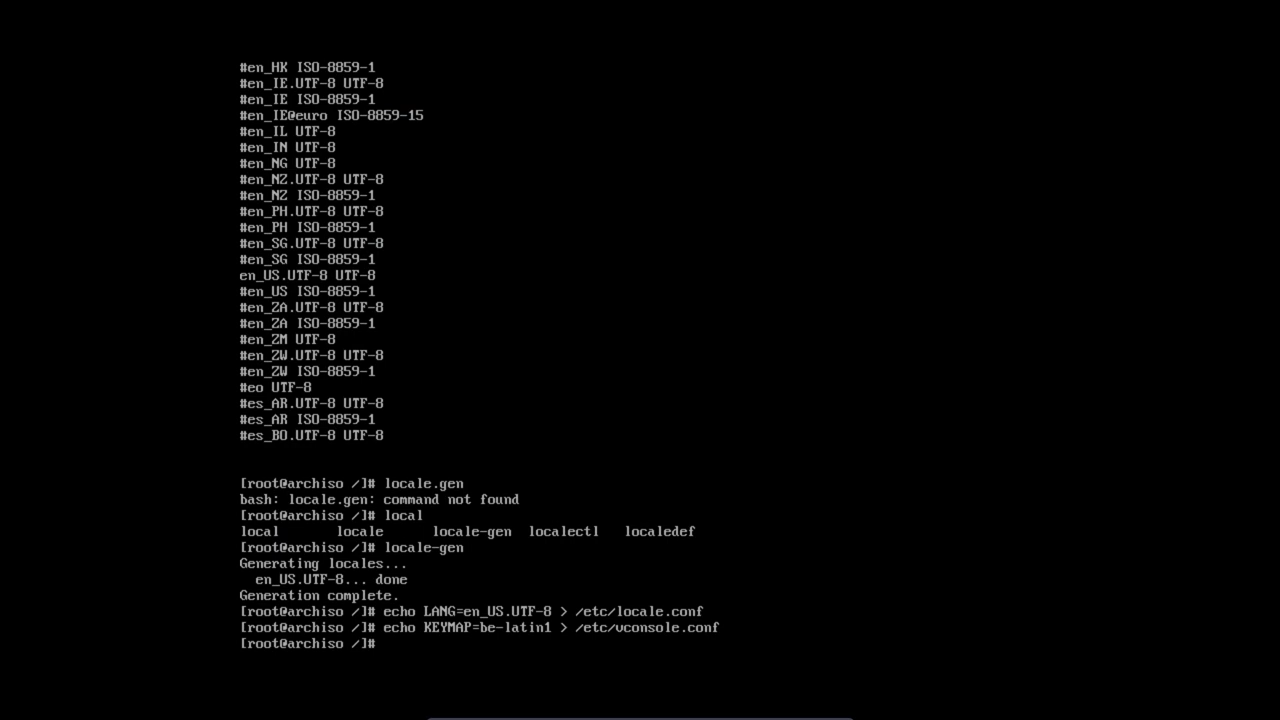 #en_HK ISO-8859-1
#en_IE.UTF-8 UTF-8
#en_IE ISO-8859-1
#en_IE@euro ISO-8859-15
#en_IL UTF-8
#en_IN UTF-8
#en_NG UTF-8
#en_NZ.UTF-8 UTF-8
#en_NZ ISO-8859-1
#en_PH.UTF-8 UTF-8
#en_PH ISO-8859-1
#en_SG.UTF-8 UTF-8
#en_SG ISO-8859-1
en_US.UTF-8 UTF-8
#en_US ISO-8859-1
#en_ZA.UTF-8 UTF-8
#en_ZA ISO-8859-1
#en_ZM UTF-8
#en_ZW.UTF-8 UTF-8
#en_ZW ISO-8859-1
#eo UTF-8
#es_AR.UTF-8 UTF-8
#es_AR ISO-8859-1
#es_BO.UTF-8 UTF-8
[root@archiso /]# locale.gen
bash: locale.gen: command not found
[root@archiso /]# local
local locale locale-gen localectl localedef
[root@archiso /]# locale-gen
Generating locales...
en_US.UTF-8... done
Generation complete.
[root@archiso /]# echo LANG=en_US.UTF-8 > /etc/locale.conf
[root@archiso /]# echo KEYMAP=be-latin1 > /etc/vconsole.conf
[root@archiso /]#